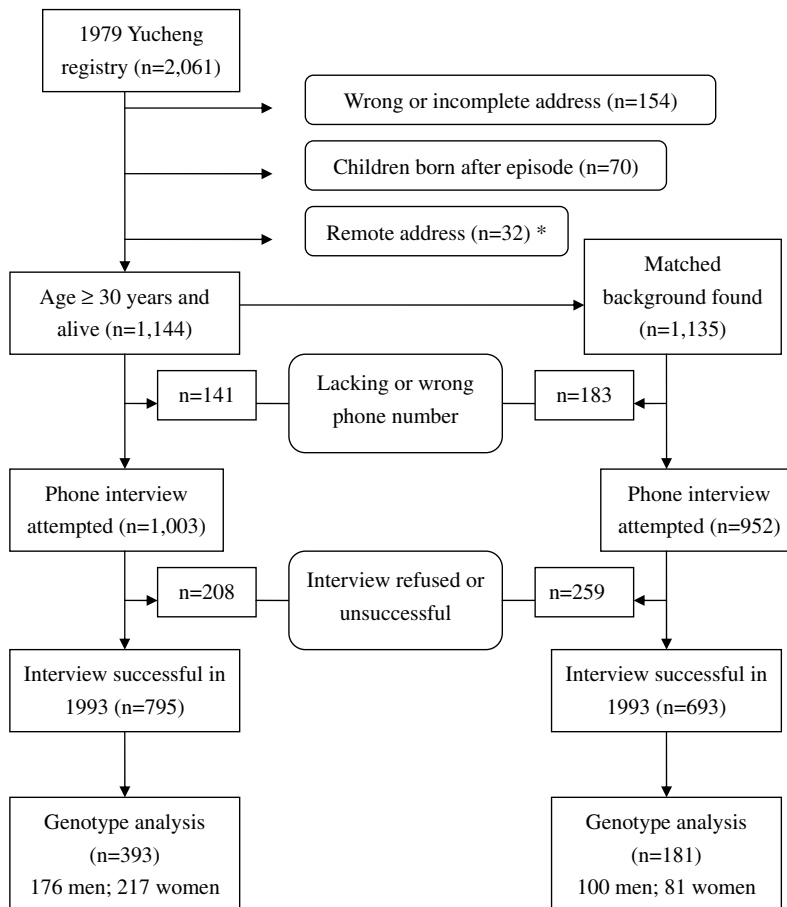 1979 Yucheng
registry (n=2,061)
Wrong or incomplete address (n=154)
Children born after episode (n=70)
Remote address (n=32) *
Age ≥ 30 years and
alive (n=1,144)
Matched
background found
(n=1,135)
n=141
Lacking or wrong
phone number
n=183
Phone interview
attempted (n=1,003)
Phone interview
attempted (n=952)
n=208
Interview refused or
unsuccessful
n=259
Interview successful in
1993 (n=795)
Interview successful in
1993 (n=693)
Genotype analysis
(n=393)
176 men; 217 women
Genotype analysis
(n=181)
100 men; 81 women